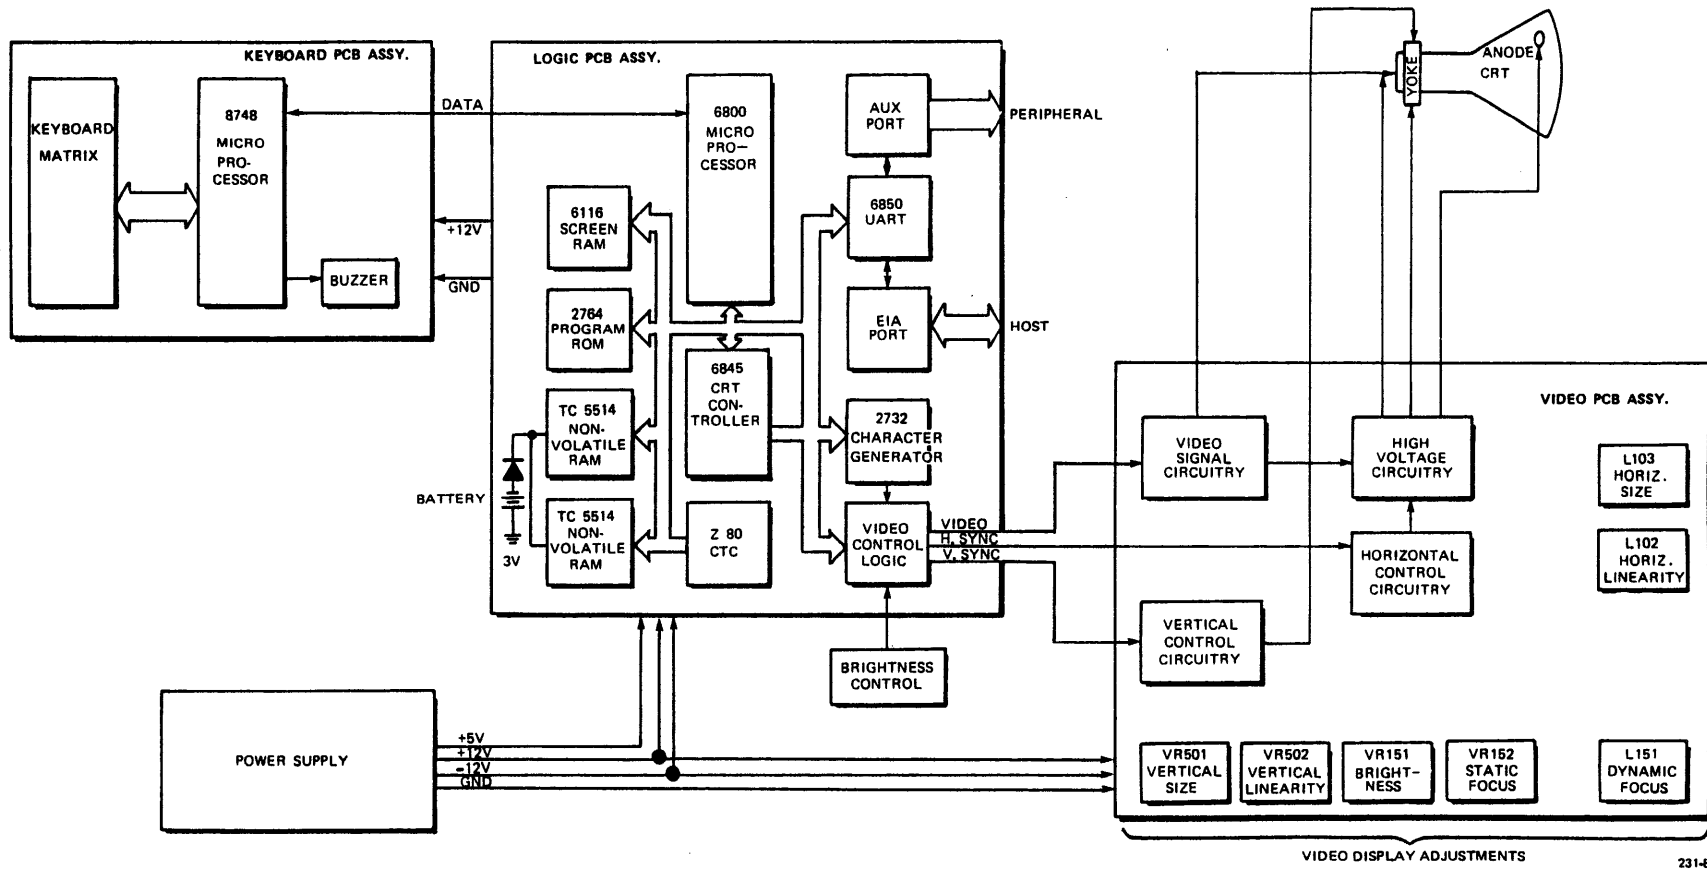 KEYBOARD PCB ASSY.
KEYBOARD
MATRIX
8748
MICRO
PRO-
CESSOR
BUZZER
DATA
+12V
GND
LOGIC PCB ASSY.
6800
MICRO
PRO—
CESSOR
AUX
PORT
PERIPHERAL
6116
SCREEN
RAM
6850
UART
2764
PROGRAM
ROM
EIA
PORT
HOST
6845
CRT
CON-
TROLLER
TC 5514
NON-
VOLATILE
RAM
2732
CHARACTER
GENERATOR
BATTERY
3V
TC 5514
NON-
VOLATILE
RAM
Z 80
CTC
VIDEO
CONTROL
LOGIC
VIDEO
H. SYNC
V. SYNC
BRIGHTNESS
CONTROL
POWER SUPPLY
+5V
+12V
-12V
GND
YOKE
ANODE
CRT
VIDEO PCB ASSY.
VIDEO
SIGNAL
CIRCUITRY
HIGH
VOLTAGE
CIRCUITRY
L103
HORIZ.
SIZE
HORIZONTAL
CONTROL
CIRCUITRY
L102
HORIZ.
LINEARITY
VERTICAL
CONTROL
CIRCUITRY
VR501
VERTICAL
SIZE
VR502
VERTICAL
LINEARITY
VR151
BRIGHT-
NESS
VR152
STATIC
FOCUS
L151
DYNAMIC
FOCUS
VIDEO DISPLAY ADJUSTMENTS